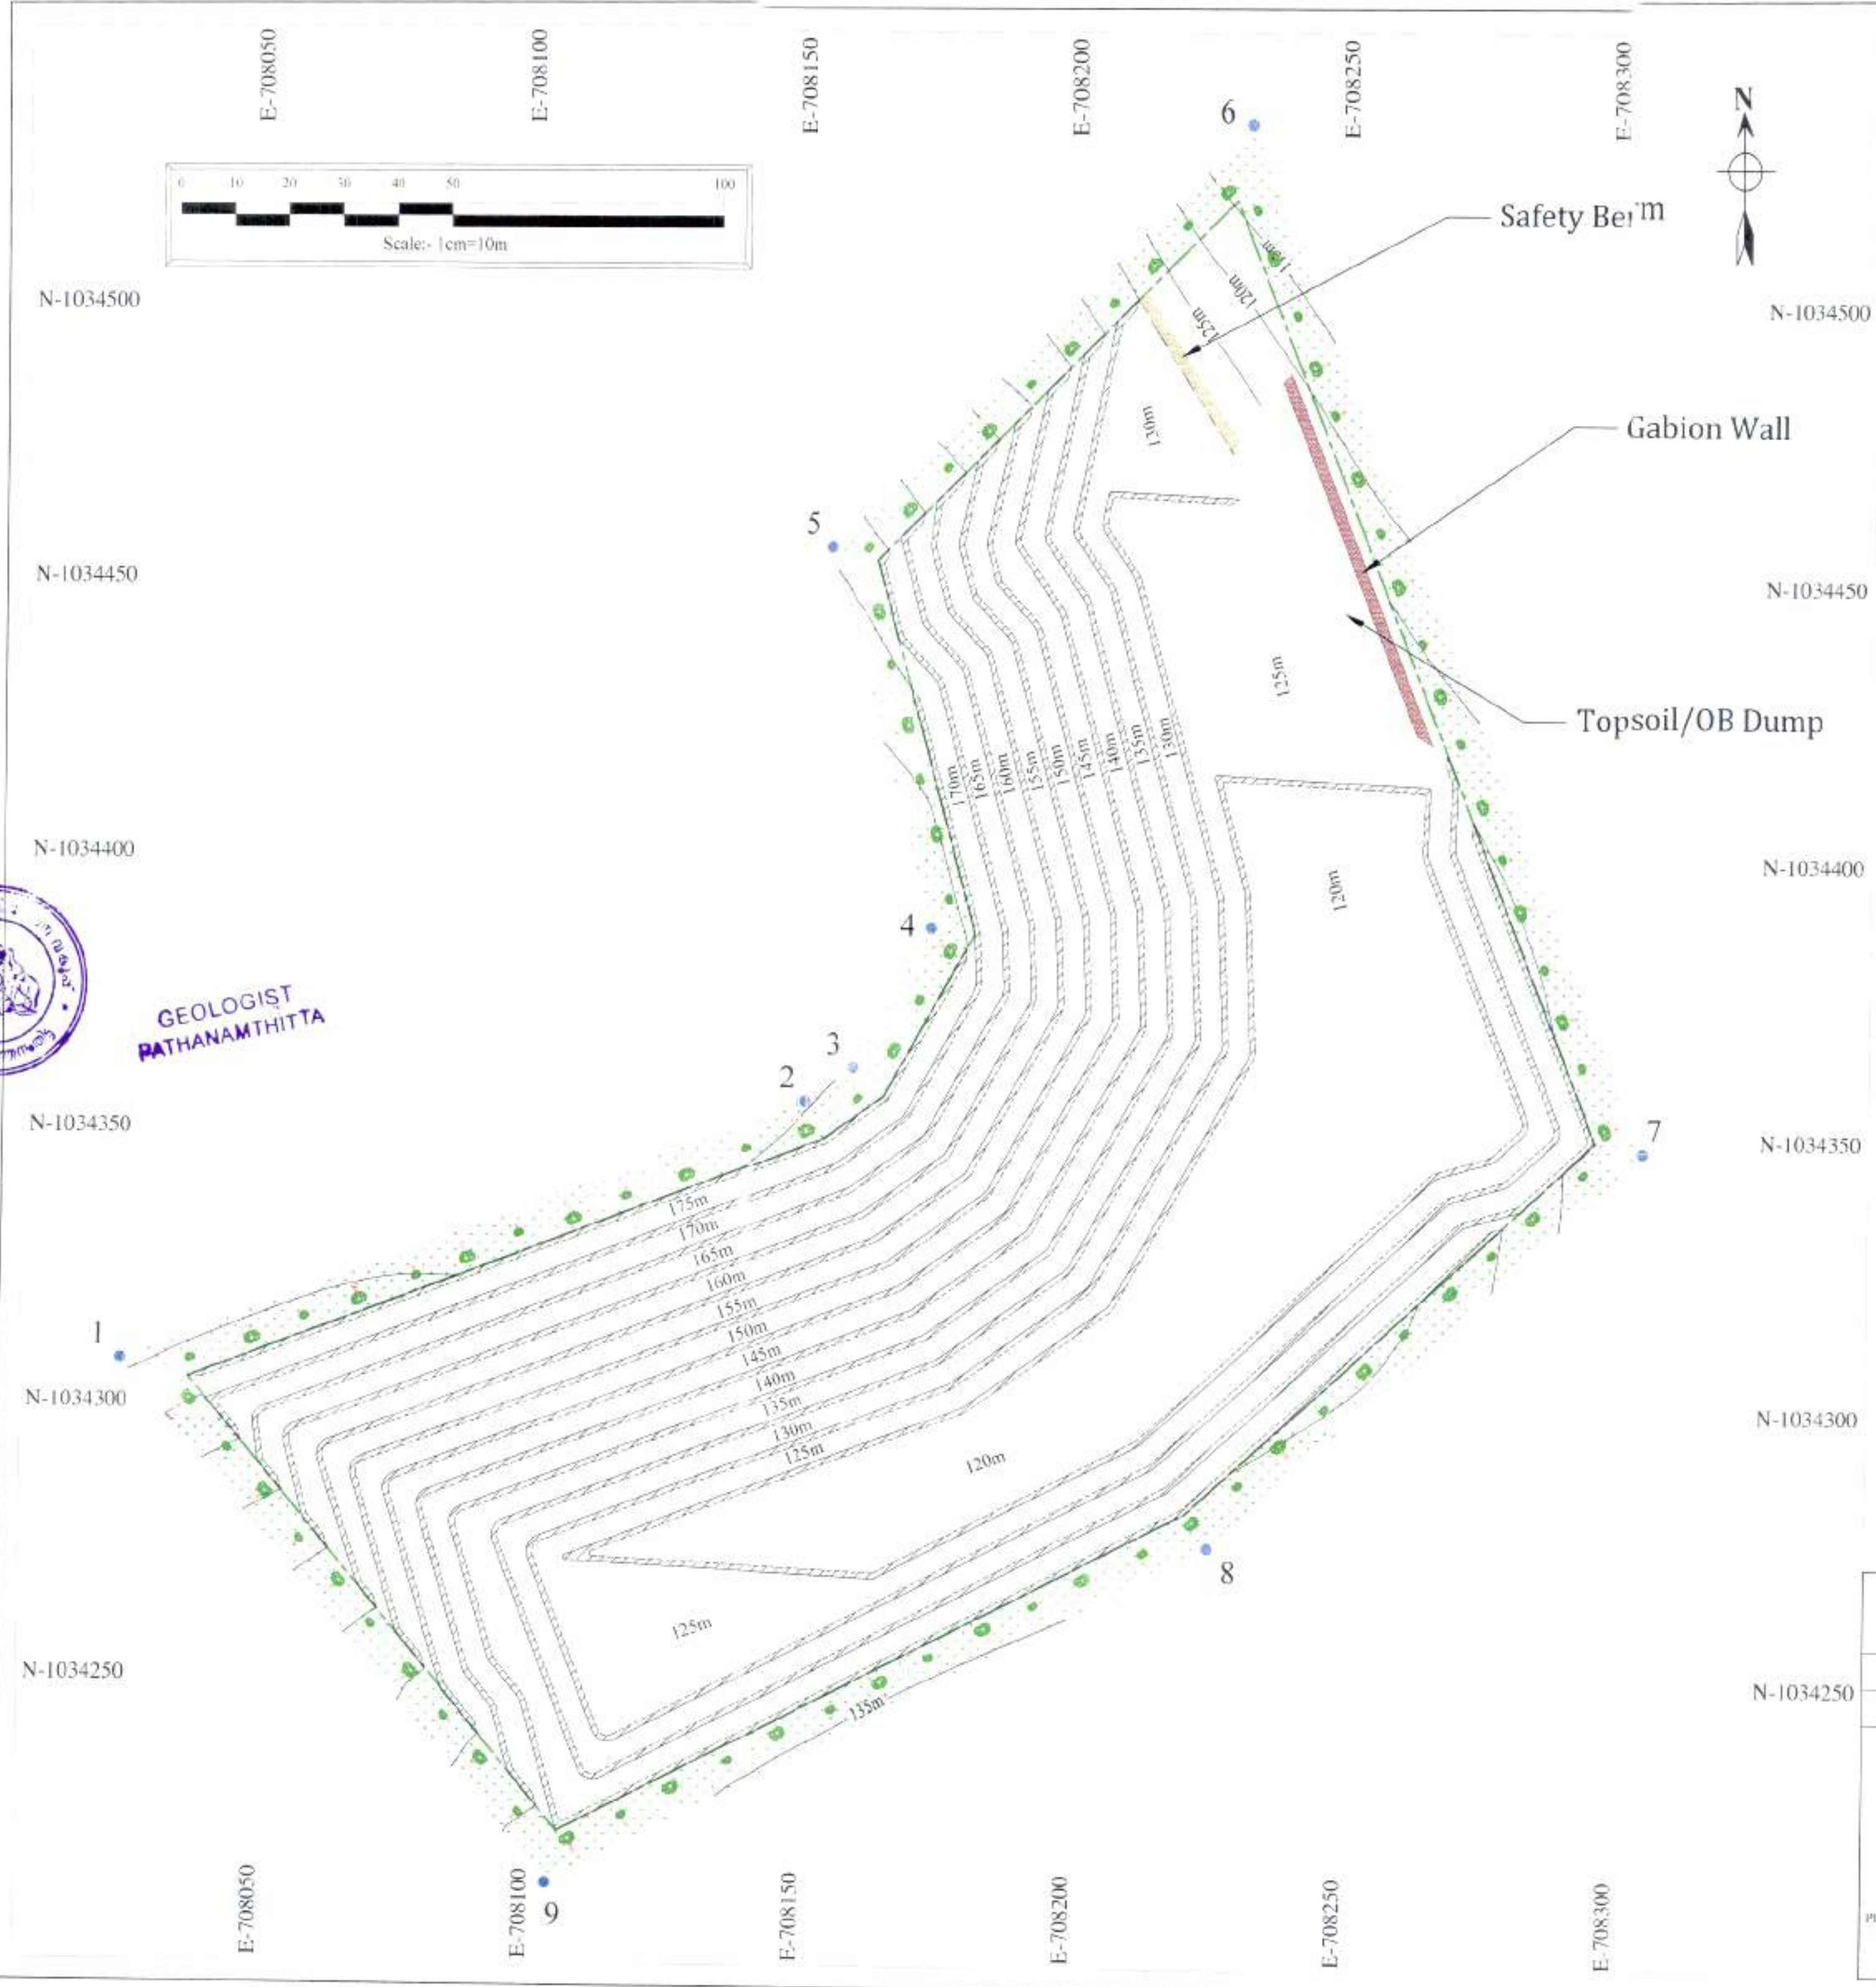 E-708050
E-708100
E-708150
E-708200
E-708250
E-708300
6
N
0 10 20 30 40 50 100
Scale:- 1cm=10m
Safety Berm
N-1034500
N-1034500
120m
125m
130m
Gabion Wall
5
N-1034450
N-1034450
125m
Topsoil/OB Dump
170m
165m
160m
155m
150m
145m
140m
135m
130m
N-1034400
N-1034400
120m
4
GEOLOGIST
PATHANAMTHITTA
3
2
N-1034350
7
N-1034350
175m
170m
165m
160m
155m
150m
145m
140m
135m
130m
125m
1
N-1034300
N-1034300
120m
8
125m
N-1034250
N-1034250
135m
9
E-708050
E-708100
E-708150
E-708200
E-708250
E 708300